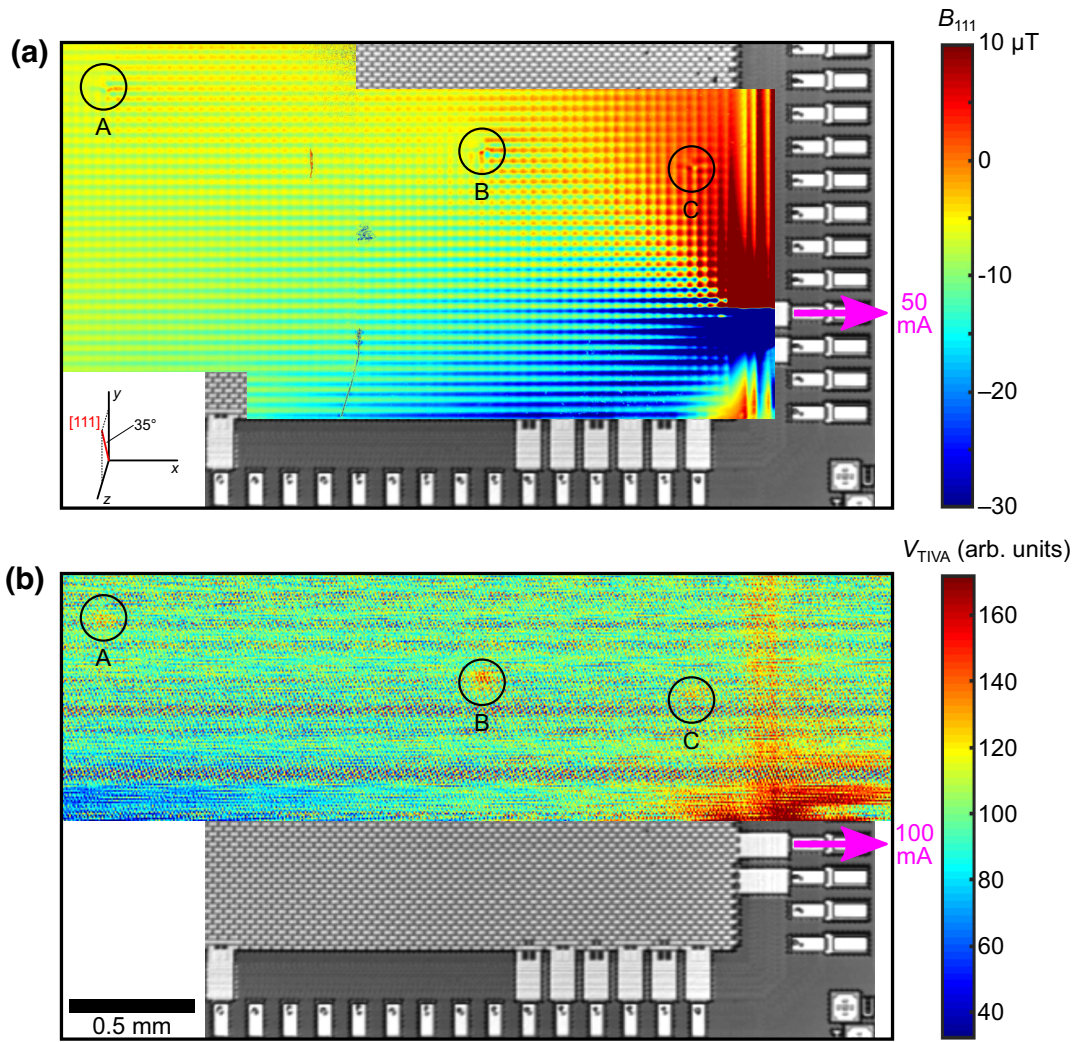 (a)
B111
10 µT
0
-10
–20
–30
A
B
C
50
mA
y
[111]
35°
x
z
(b)
VTIVA (arb. units)
160
140
120
100
80
60
40
A
B
C
100
mA
0.5 mm